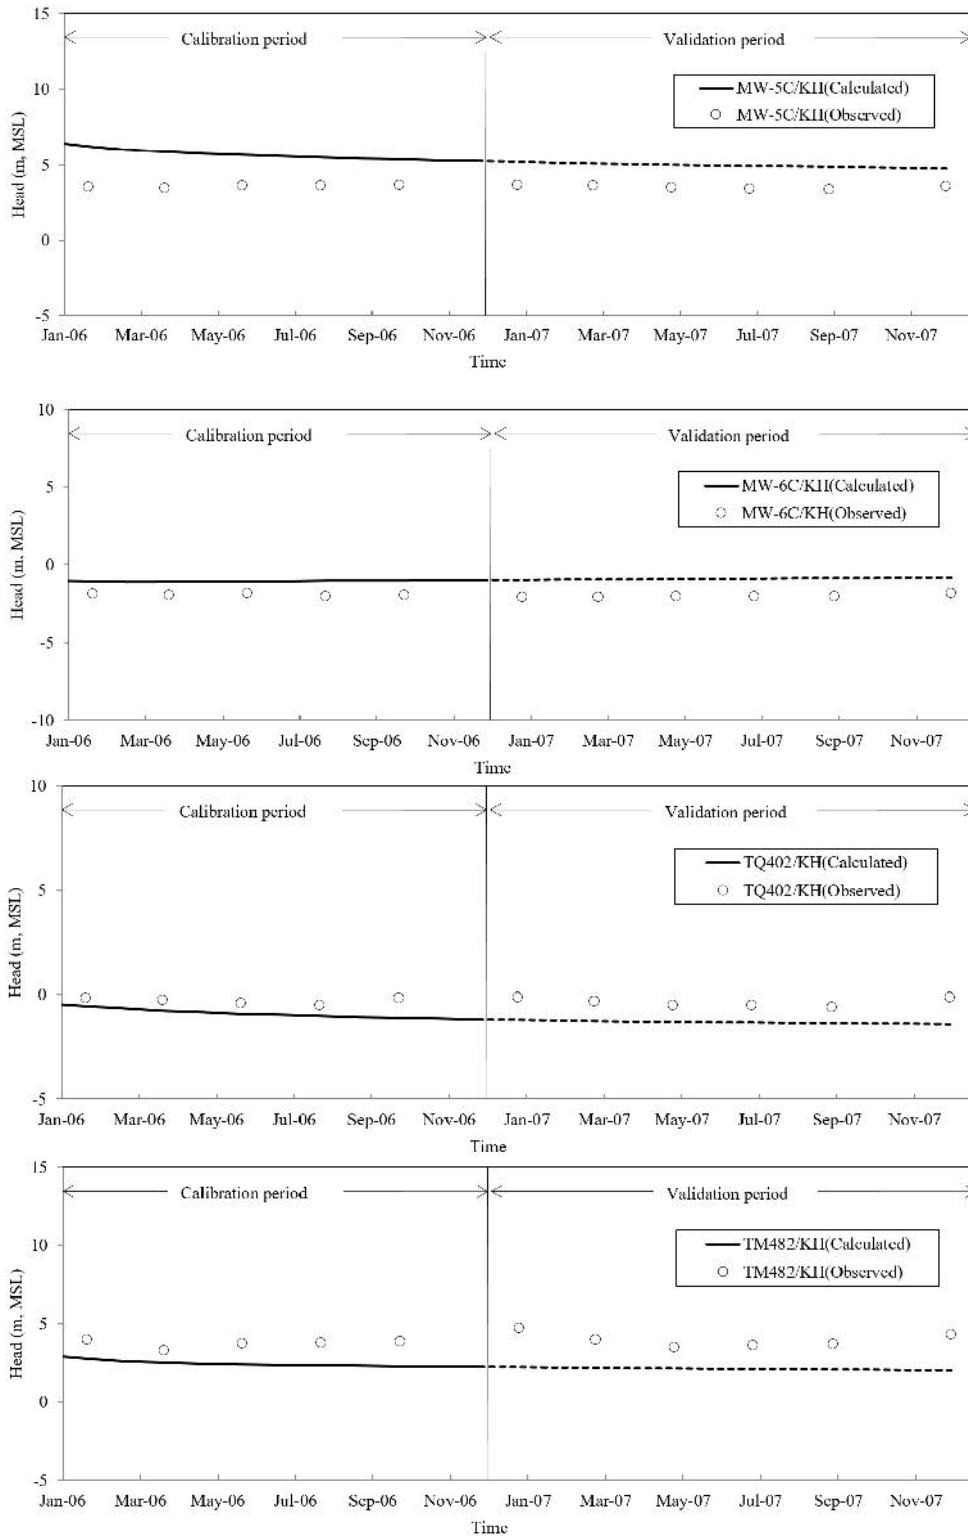 15
Calibration period
Validation period
10
MW-5C/KH(Calculated)
MW-5C/KH(Observed)
5
0
-5
Head (m, MSL)
Jan-06 Mar-06 May-06 Jul-06 Sep-06 Nov-06 Jan-07 Mar-07 May-07 Jul-07 Sep-07 Nov-07
Time
10
Calibration period
Validation period
5
MW-6C/KH(Calculated)
MW-6C/KH(Observed)
0
-5
-10
Head (m, MSL)
Jan-06 Mar-06 May-06 Jul-06 Sep-06 Nov-06 Jan-07 Mar-07 May-07 Jul-07 Sep-07 Nov-07
Time
10
Calibration period
Validation period
TQ402/KH(Calculated)
TQ402/KH(Observed)
5
0
-5
Head (m, MSL)
Jan-06 Mar-06 May-06 Jul-06 Sep-06 Nov-06 Jan-07 Mar-07 May-07 Jul-07 Sep-07 Nov-07
Time
15
Calibration period
Validation period
10
TM482/KH(Calculated)
TM482/KH(Observed)
5
0
-5
Head (m, MSL)
Jan-06 Mar-06 May-06 Jul-06 Sep-06 Nov-06 Jan-07 Mar-07 May-07 Jul-07 Sep-07 Nov-07
Time